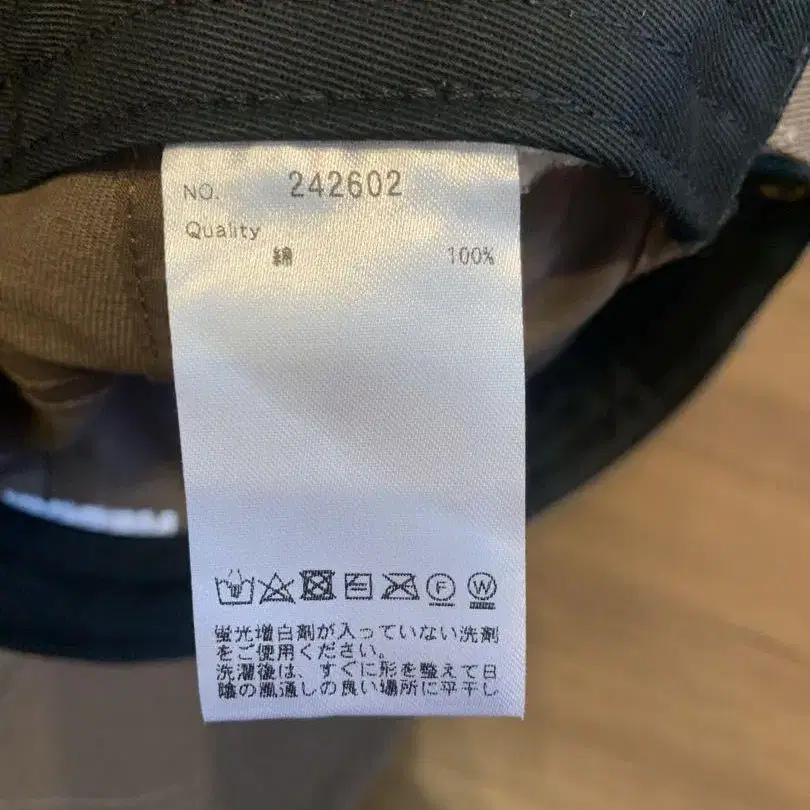 NO. 242602
Quality
綿 100%
F W
蛍光増白剤が入っていない洗剤
をご使用ください。
洗濯後は、すぐに形を整えて日
陰の風通しの良い場所に平干し